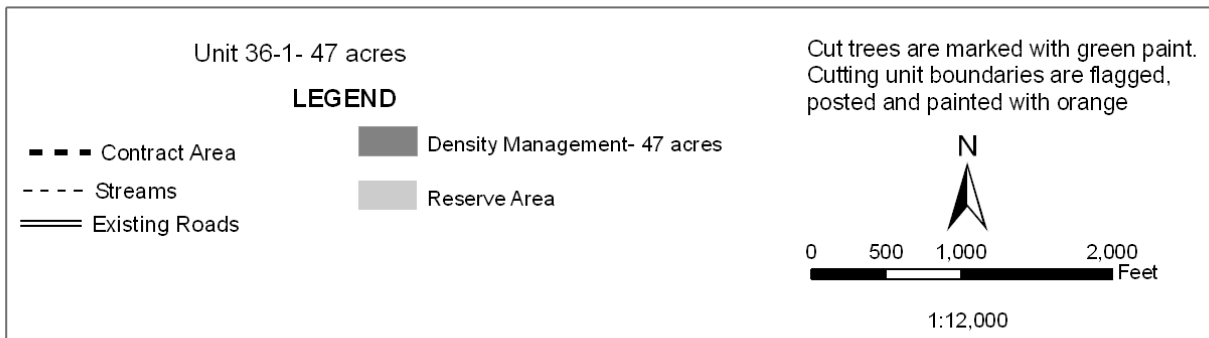 Unit 36-1- 47 acres
LEGEND
Contract Area
Streams
Existing Roads
Density Management- 47 acres
Reserve Area
Cut trees are marked with green paint.
Cutting unit boundaries are flagged,
posted and painted with orange
N
0 500 1,000 2,000
Feet
1:12,000